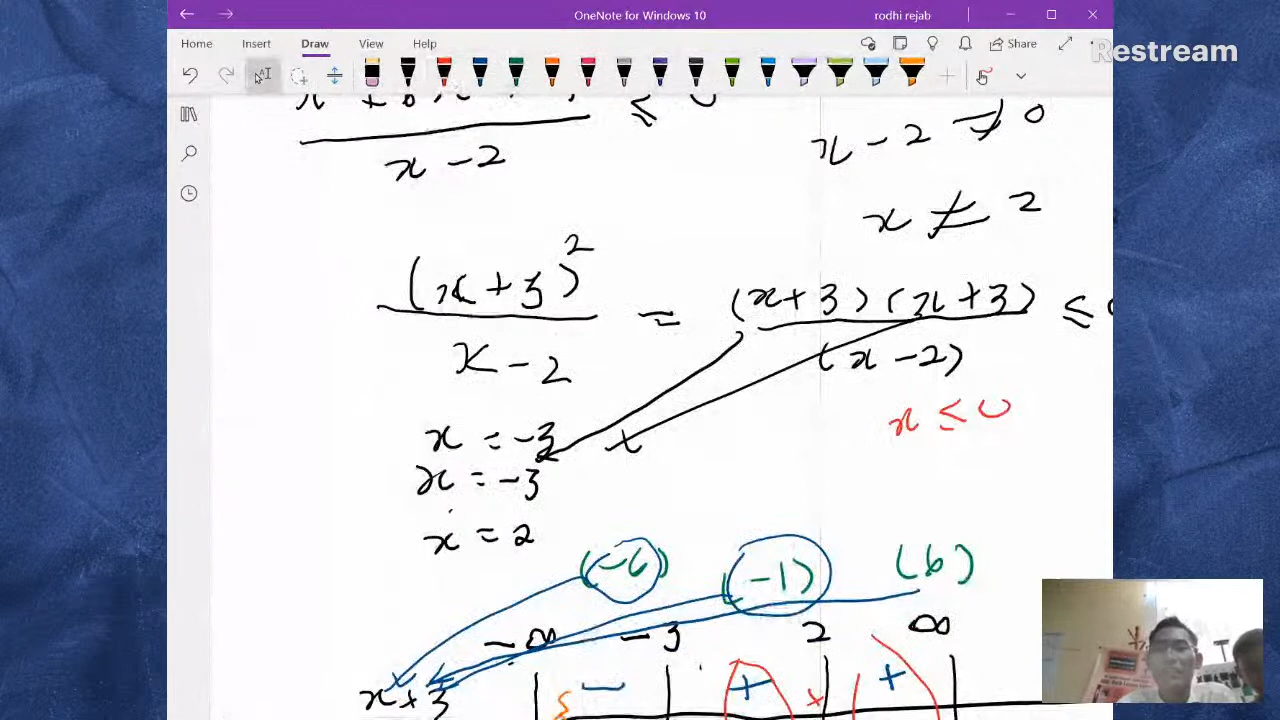 OneNote for Windows 10
rodhi rejab
Restream
Home Insert Draw View Help
Share
x - 2
≤ 0
x - 2 ≠ 0
x ≠ 2
(x+3)² / x - 2 = (x+3)(x+3) / (x-2) ≤
x ≤ 0
x = -3
x = -3
x = 2
(-6) (-1) (6)
-∞ -3 2 ∞
x+3 - + +